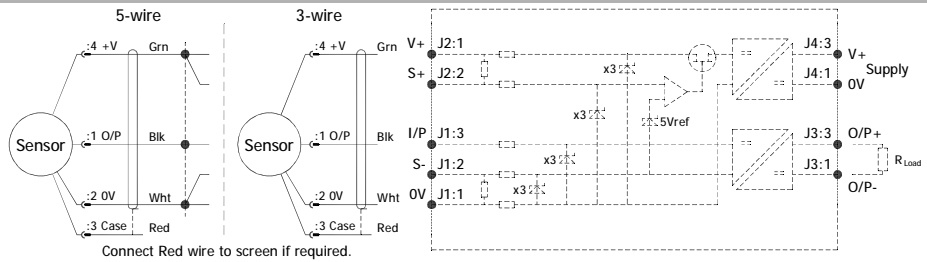 5-wire
3-wire
:4 +V
Grn
:1 O/P
Blk
Sensor
:2 0V
Wht
:3 Case
Red
:4 +V
Grn
:1 O/P
Blk
Sensor
:2 0V
Wht
:3 Case
Red
Connect Red wire to screen if required.
V+
J2:1
S+
J2:2
I/P
J1:3
S-
J1:2
0V
J1:1
x3
x3
5Vref
x3
x3
J4:3
V+
J4:1
Supply
0V
J3:3
O/P+
RLoad
J3:1
O/P-